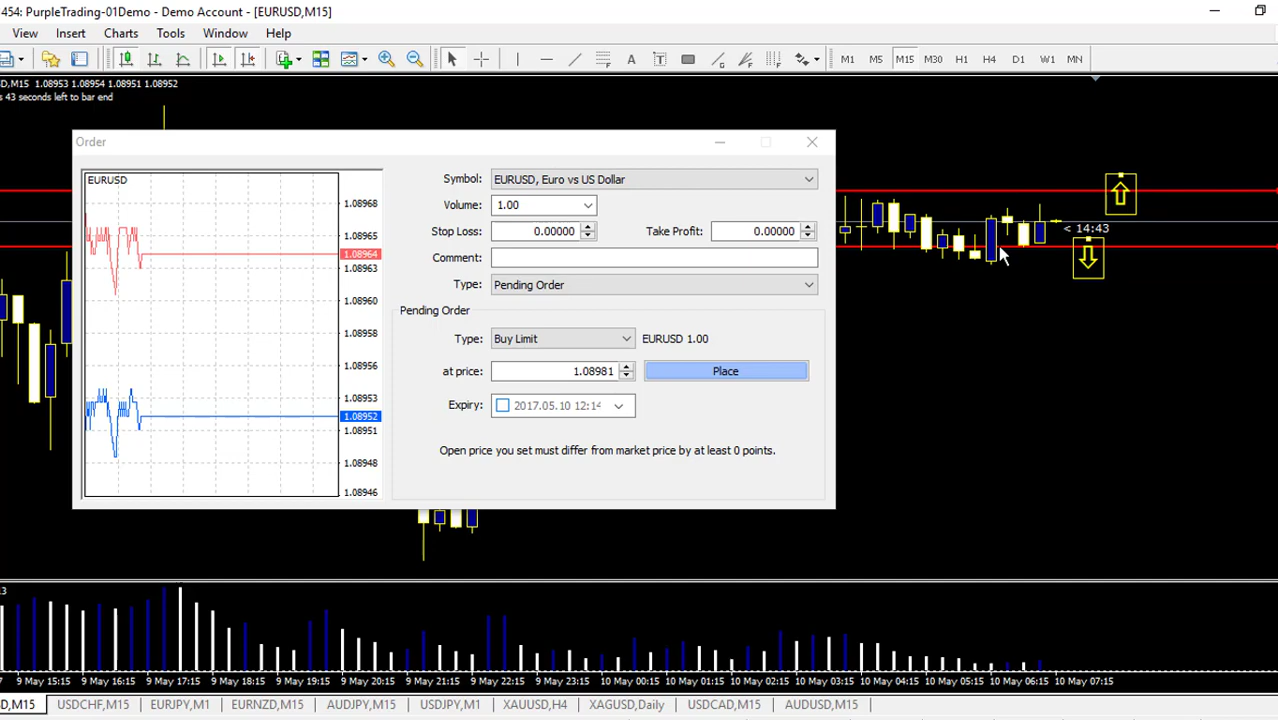 454: PurpleTrading-01Demo - Demo Account - [EURUSD,M15]
View Insert Charts Tools Window Help
A T M1 M5 M15 M30 H1 H4 D1 W1 MN
D,M15 1.08953 1.08954 1.08951 1.08952
s 43 seconds left to bar end
Order
EURUSD
1.08968
1.08965
1.08964
1.08963
1.08960
1.08958
1.08956
1.08953
1.08952
1.08951
1.08948
1.08946
Symbol: EURUSD, Euro vs US Dollar
Volume: 1.00
Stop Loss: 0.00000 Take Profit: 0.00000
Comment:
Type: Pending Order
Pending Order
Type: Buy Limit EURUSD 1.00
at price: 1.08981 Place
Expiry: 2017.05.10 12:14
Open price you set must differ from market price by at least 0 points.
< 14:43
3
7 9 May 15:15 9 May 16:15 9 May 17:15 9 May 18:15 9 May 19:15 9 May 20:15 9 May 21:15 9 May 22:15 9 May 23:15 10 May 00:15 10 May 01:15 10 May 02:15 10 May 03:15 10 May 04:15 10 May 05:15 10 May 06:15 10 May 07:15
D,M15 USDCHF,M15 EURJPY,M1 EURNZD,M15 AUDJPY,M15 USDJPY,M1 XAUUSD,H4 XAGUSD,Daily USDCAD,M15 AUDUSD,M15